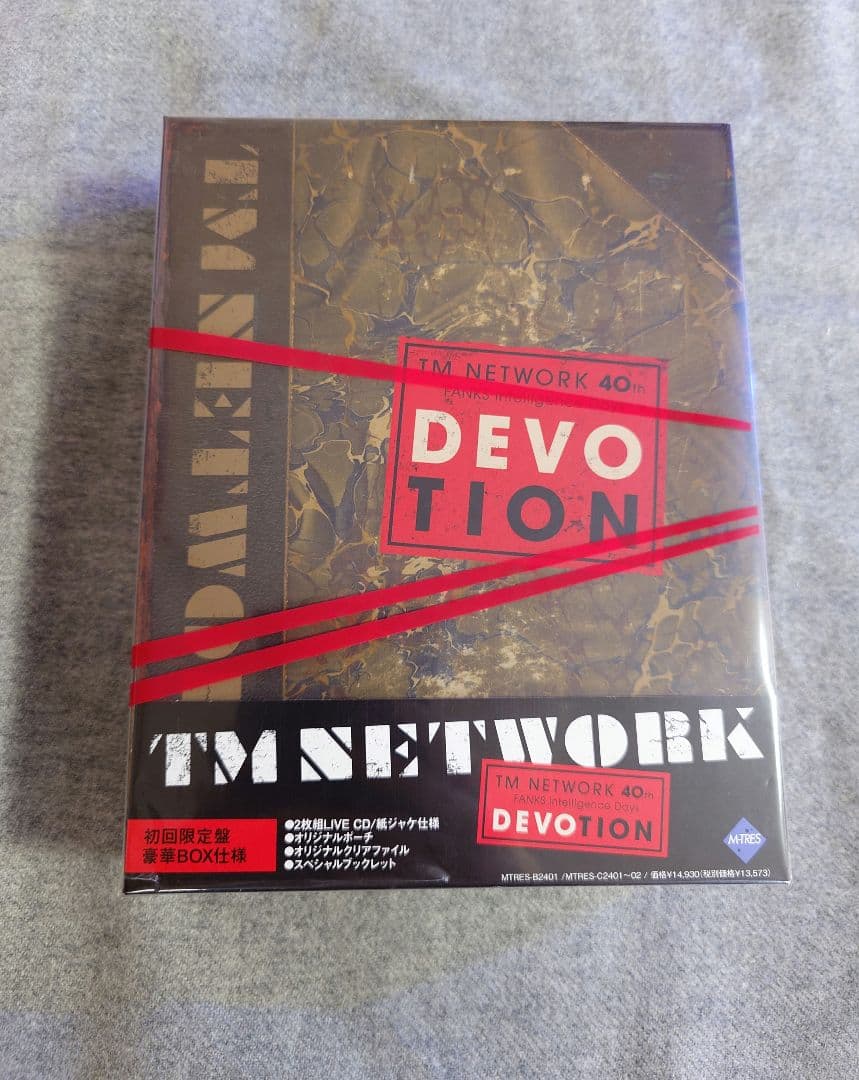 TM NETWO
TM NETWORK 40th
FANKS Intelligence Days
DEVO
TION
TM NETWORK
TM NETWORK 40th
FANKS Intelligence Days
DEVOTION
初回限定盤
豪華BOX仕様
●2枚組LIVE CD/紙ジャケ仕様
●オリジナルポーチ
●オリジナルクリアファイル
●スペシャルブックレット
M-TRES
MTRES-B2401 /MTRES-C2401~02 / 価格¥14,930(税別価格¥13,573)